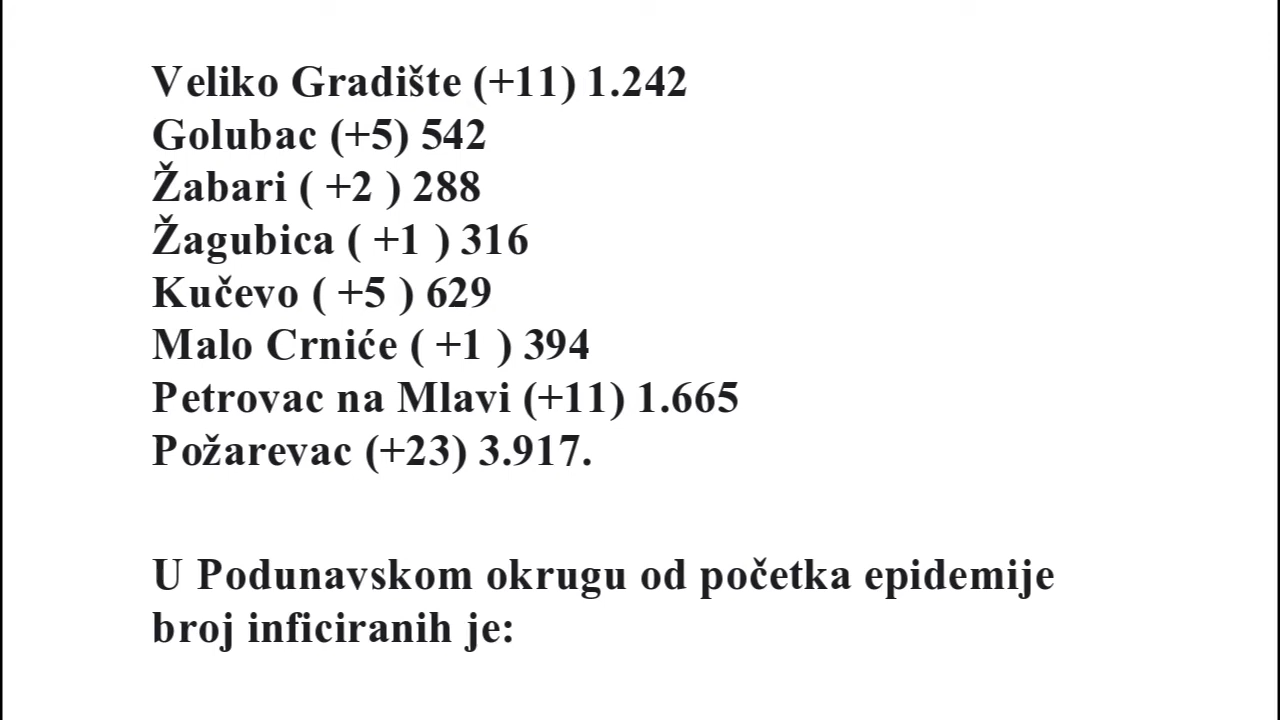 Veliko Gradište (+11) 1.242
Golubac (+5) 542
Žabari ( +2 ) 288
Žagubica ( +1 ) 316
Kučevo ( +5 ) 629
Malo Crniće ( +1 ) 394
Petrovac na Mlavi (+11) 1.665
Požarevac (+23) 3.917.
U Podunavskom okrugu od početka epidemije
broj inficiranih je: